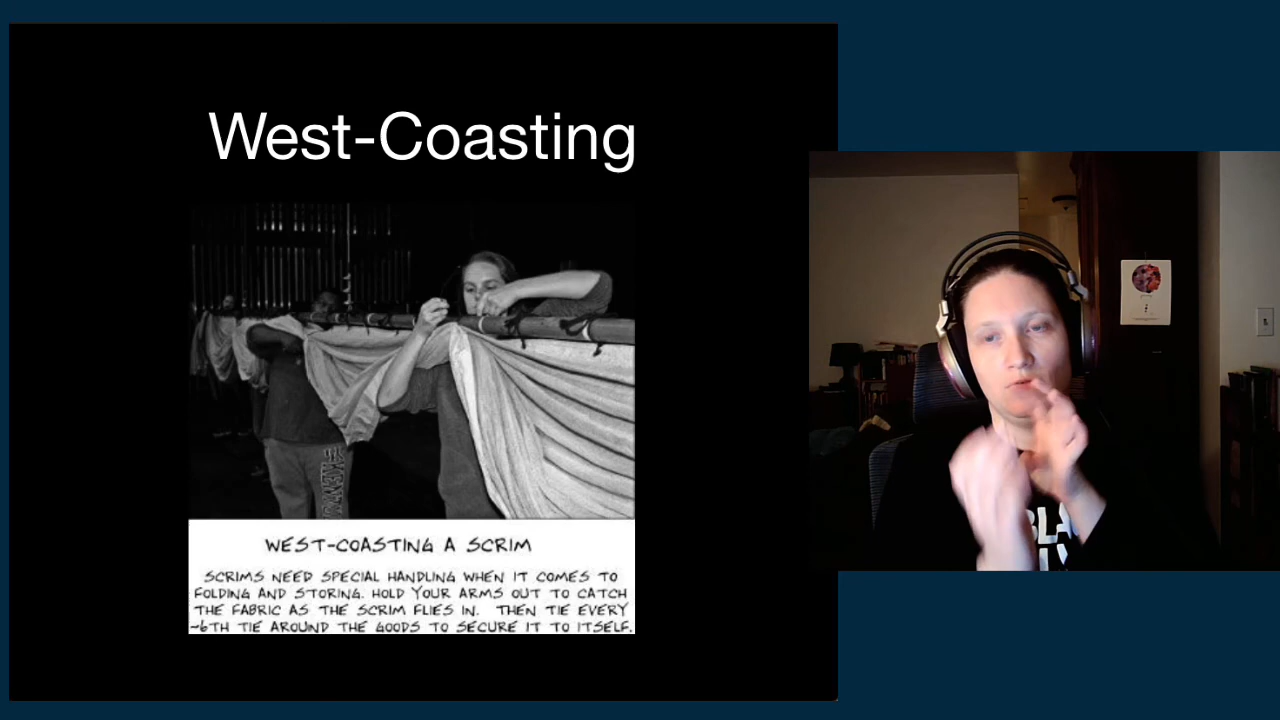 West-Coasting
WEST-COASTING A SCRIM
SCRIMS NEED SPECIAL HANDLING WHEN IT COMES TO
FOLDING AND STORING. HOLD YOUR ARMS OUT TO CATCH
THE FABRIC AS THE SCRIM FLIES IN. THEN TIE EVERY
~6TH TIE AROUND THE GOODS TO SECURE IT TO ITSELF.